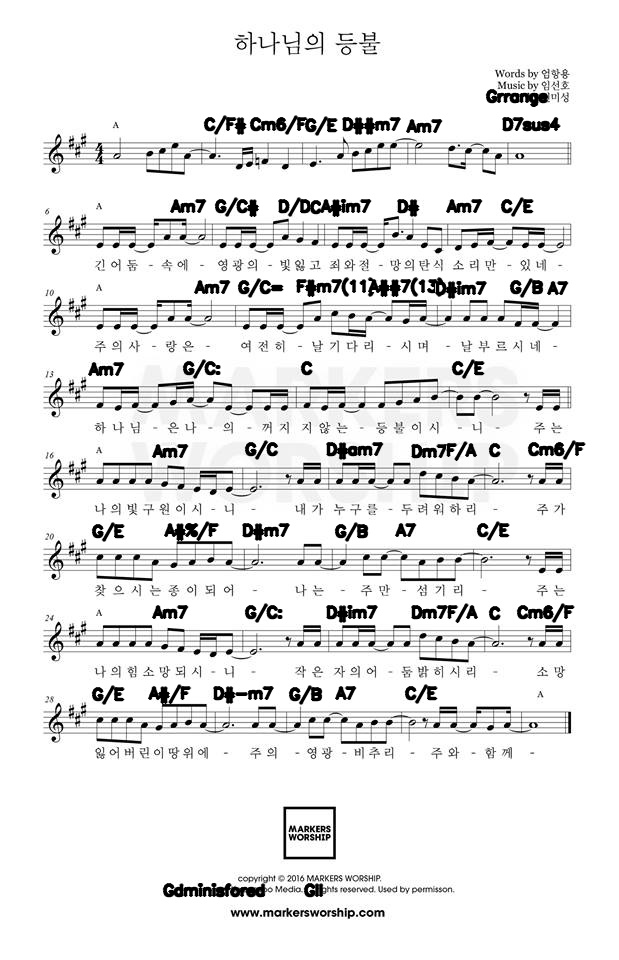 하나님의 등불
Words by 엄항용
Music by 임선호
Grrange 미성
A C/F# Cm6/F G/E D##m7 Am7 D7sus4
4 4
6 A Am7 G/C# D/D CA#im7 D# Am7 C/E
긴 어 둠 - 속 에 - 영 광 의 - 빛 잃 고 죄 와 전 - 망 의 탄 식 소 리 만 - 있 네 -
10 Am7 G/C= F#m7(11) A##7(13) D#im7 G/B A7
주 의 사 - 랑 은 - 여 전 히 - 날 기 다 리 - 시 며 - 날 부 르 시 네 -
13 Am7 G/C: C C/E
하 나 님 - 은 나 - 의 - 꺼 지 지 않 는 - 등 불 이 시 - 니 - 주 는
MARKERS
WORSHIP
16 A Am7 G/C D#am7 Dm7 F/A C Cm6/F
나 의 빛 구 원 이 시 - 니 - 내 가 누 구 를 - 두 려 워 하 리 - 주 가
20 G/E A#%/F D#m7 G/B A7 C/E
찾 으 시 는 종 이 되 어 - 나 는 - 주 만 - 섬 기 리 - 주 는
24 A Am7 G/C: D#im7 Dm7 F/A C Cm6/F
나 의 힘 소 망 되 시 - 니 - 작 은 자 의 어 - 둠 밝 히 시 리 - 소 망
28 G/E A#/F D#-m7 G/B A7 C/E A
잃 어 버 린 이 땅 위 에 - 주 의 - 영 광 - 비 추 리 - 주 와 - 함 께 -
MARKERS
WORSHIP
copyright © 2016 MARKERS WORSHIP.
Gdminisfored oo Media. Gll rights reserved. Used by permisson.
www.markersworship.com